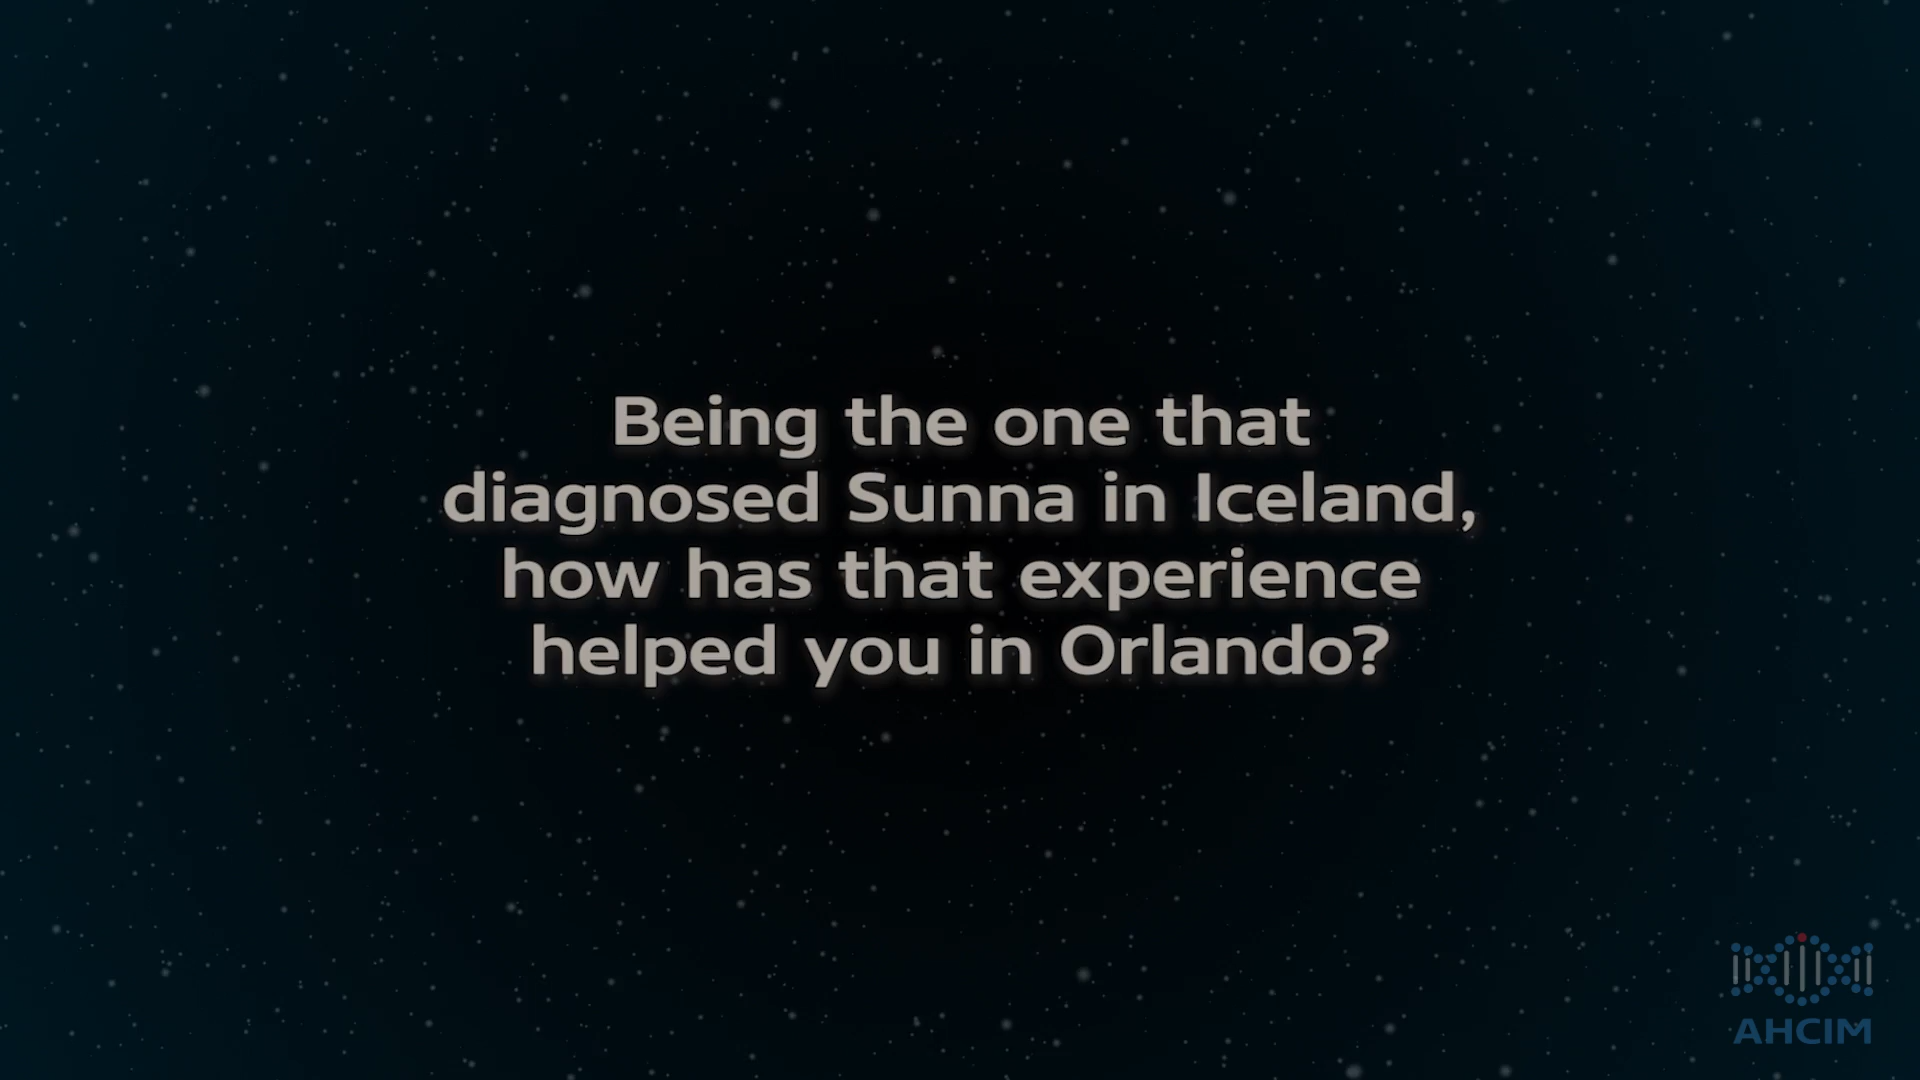 Being the one that
diagnosed Sunna in Iceland,
how has that experience
helped you in Orlando?
AHCIM